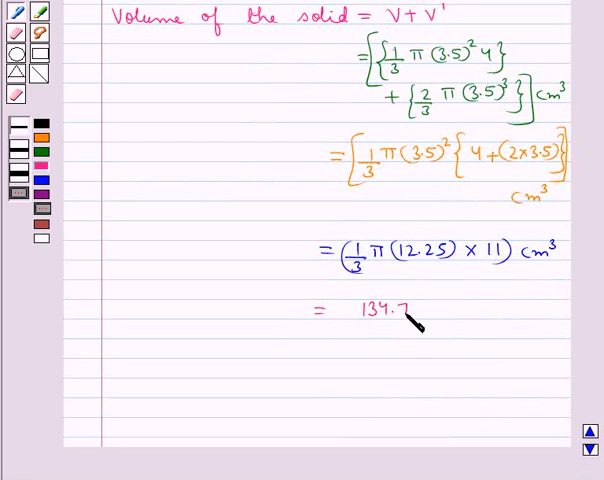 Volume of the solid = V + V'
= [{1/3 π (3.5)² 4}
+ {2/3 π (3.5)³}] cm³
= [1/3 π (3.5)² {4 + (2×3.5)}]
cm³
= (1/3 π (12.25) × 11) cm³
= 134.7